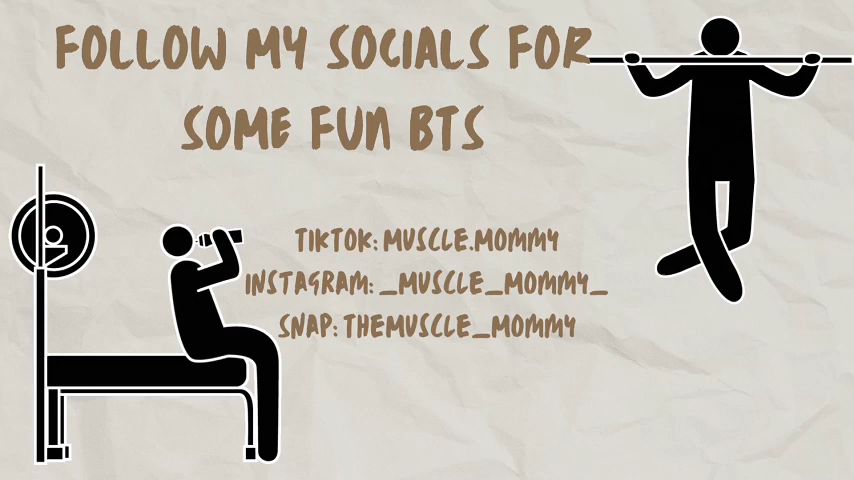 FOLLOW MY SOCIALS FOR
SOME FUN BTS
TIKTOK: MUSCLE.MOMMY
INSTAGRAM: _MUSCLE_MOMMY_
SNAP: THEMUSCLE_MOMMY